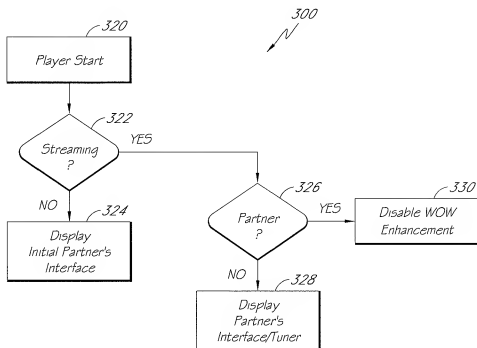 300
320
Player Start
322
Streaming
?
YES
NO
324
Display
Initial Partner's
Interface
326
Partner
?
YES
330
Disable WOW
Enhancement
NO
328
Display
Partner's
Interface/Tuner